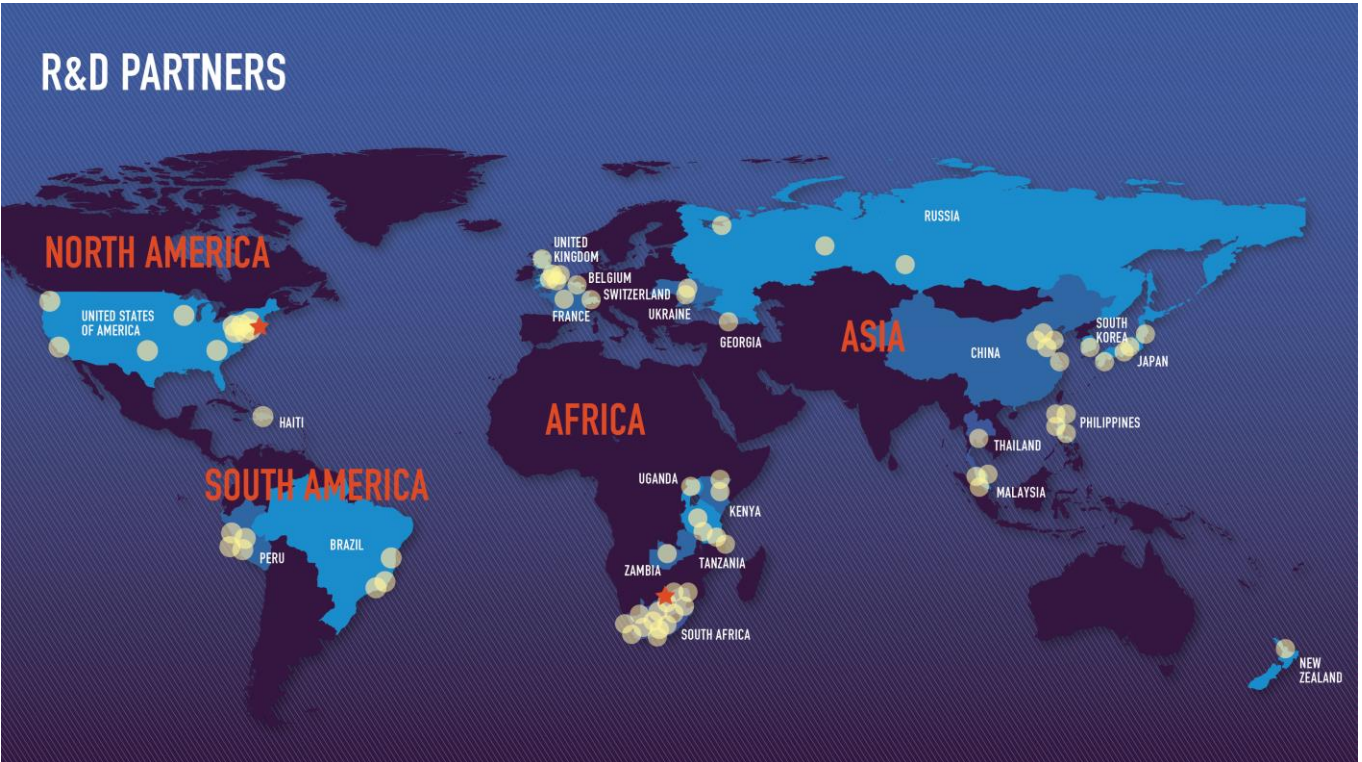 R&D PARTNERS
RUSSIA
NORTH AMERICA
UNITED
KINGDOM
BELGIUM
SWITZERLAND
FRANCE
UKRAINE
UNITED STATES
OF AMERICA
GEORGIA
ASIA
CHINA
SOUTH
KOREA
JAPAN
HAITI
AFRICA
PHILIPPINES
THAILAND
SOUTH AMERICA
UGANDA
KENYA
MALAYSIA
PERU
BRAZIL
ZAMBIA
TANZANIA
SOUTH AFRICA
NEW
ZEALAND